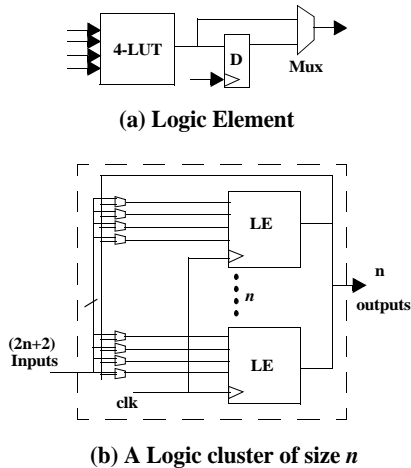 4-LUT
D
Mux
(a) Logic Element
LE
n
n
outputs
LE
(2n+2)
Inputs
clk
(b) A Logic cluster of size n